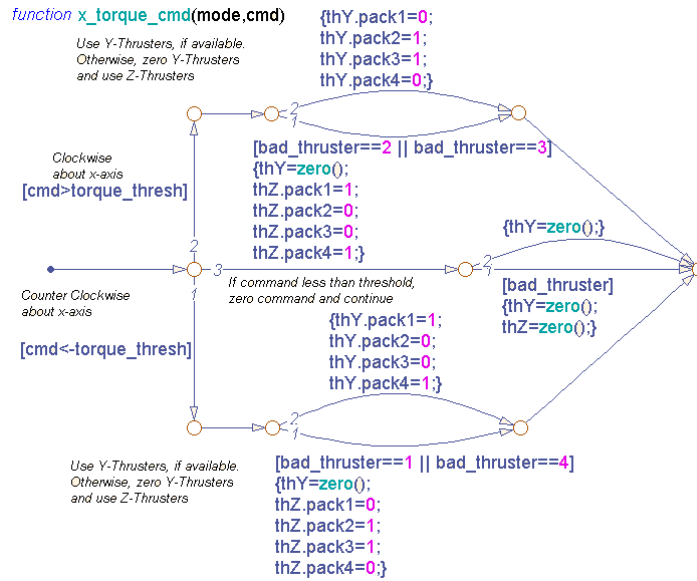 function x_torque_cmd(mode,cmd)
Use Y-Thrusters, if available.
Otherwise, zero Y-Thrusters
and use Z-Thrusters
{thY.pack1=0;
thY.pack2=1;
thY.pack3=1;
thY.pack4=0;}
2
1
Clockwise
about x-axis
[cmd>torque_thresh]
[bad_thruster==2 || bad_thruster==3]
{thY=zero();
thZ.pack1=1;
thZ.pack2=0;
thZ.pack3=0;
thZ.pack4=1;}
{thY=zero();}
2
3
2
1
1
If command less than threshold,
zero command and continue
Counter Clockwise
about x-axis
[bad_thruster]
{thY=zero();
thZ=zero();}
[cmd<-torque_thresh]
{thY.pack1=1;
thY.pack2=0;
thY.pack3=0;
thY.pack4=1;}
2
1
Use Y-Thrusters, if available.
Otherwise, zero Y-Thrusters
and use Z-Thrusters
[bad_thruster==1 || bad_thruster==4]
{thY=zero();
thZ.pack1=0;
thZ.pack2=1;
thZ.pack3=1;
thZ.pack4=0;}